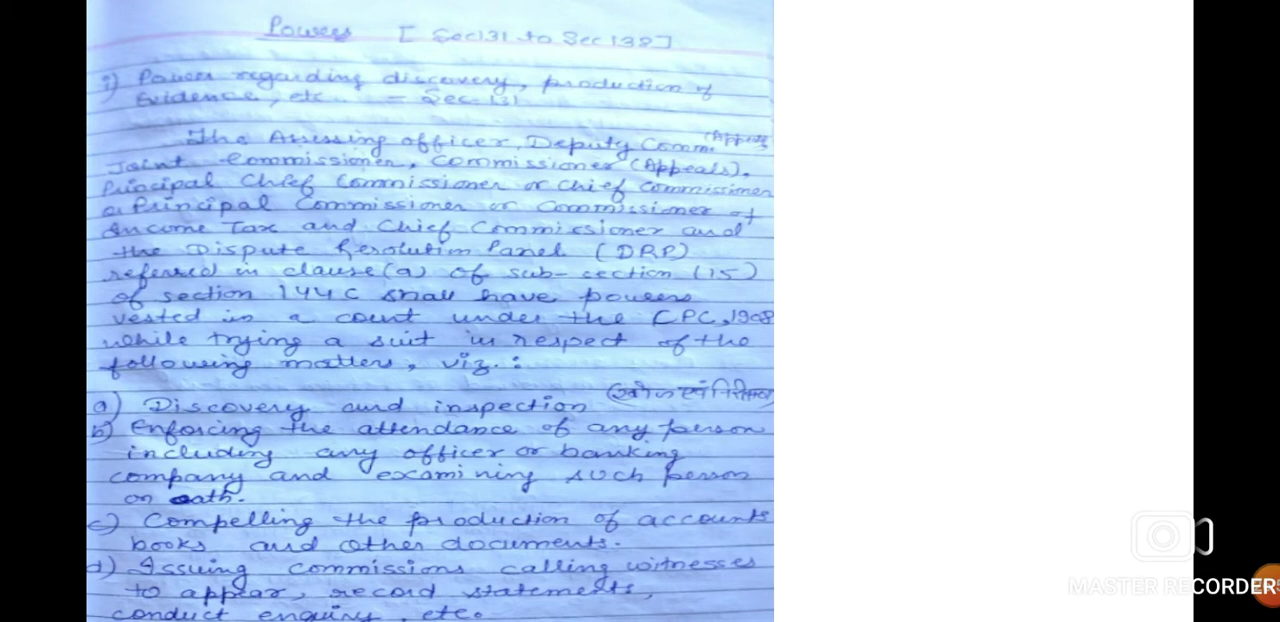 Powers [Sec131 to Sec138]
i) Power regarding discovery, production of
Evidence, etc - Sec-131
The Assessing officer, Deputy Comm. (Appeals)
Joint Commissioner, Commissioner (Appeals),
Principal Chief Commissioner or Chief Commissioner
or Principal Commissioner or Commissioner of
Income Tax and Chief Commissioner and
the Dispute Resolution Panel (DRP)
referred in clause (a) of sub-section (15)
of section 144C shall have powers
vested in a court under the CPC, 1908
while trying a suit in respect of the
following matters, viz.:
a) Discovery and inspection (खोज एवं
b) Enforcing the attendance of any person
including any officer or banking
company and examining such person
on oath.
c) Compelling the production of accounts
books and other documents.
d) Issuing commissions calling witnesses
to appear, record statements,
conduct enquiry, etc.
MASTER RECORDER